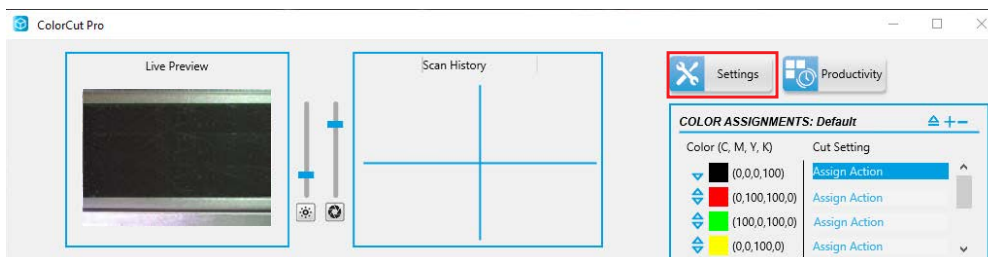 ColorCut Pro
Live Preview
Scan History
Settings
Productivity
COLOR ASSIGNMENTS: Default
Color (C, M, Y, K) Cut Setting
(0,0,0,100) Assign Action
(0,100,100,0) Assign Action
(100,0,100,0) Assign Action
(0,0,100,0) Assign Action